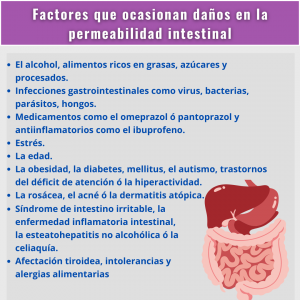 Factores que ocasionan daños en la
permeabilidad intestinal
El alcohol, alimentos ricos en grasas, azúcares y
procesados.
Infecciones gastrointestinales como virus, bacterias,
parásitos, hongos.
Medicamentos como el omeprazol ó pantoprazol y
antiinflamatorios como el ibuprofeno.
Estrés.
La edad.
La obesidad, la diabetes, mellitus, el autismo, trastornos
del déficit de atención ó la hiperactividad.
La rosácea, el acné ó la dermatitis atópica.
Síndrome de intestino irritable, la
enfermedad inflamatoria intestinal,
la esteatohepatitis no alcohólica ó la
celiaquía.
Afectación tiroidea, intolerancias y
alergias alimentarias